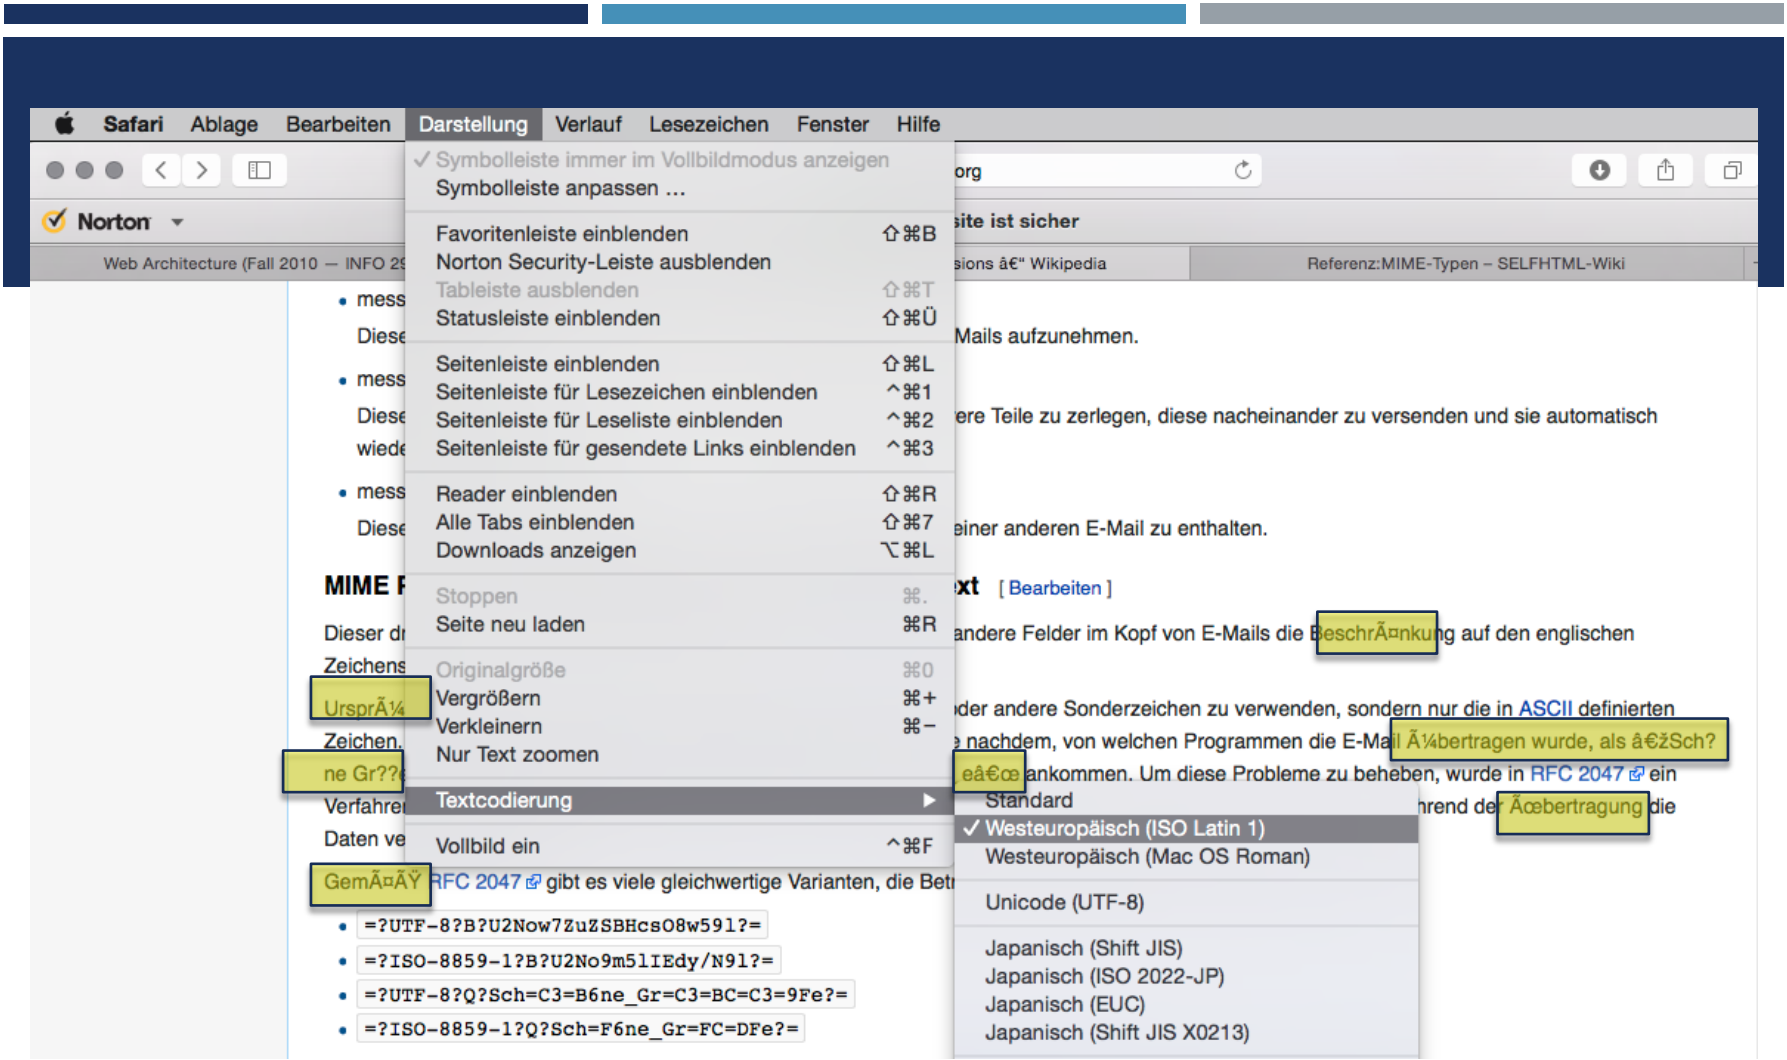 Safari Ablage Bearbeiten Darstellung Verlauf Lesezeichen Fenster Hilfe
✓ Symbolleiste immer im Vollbildmodus anzeigen
org
Symbolleiste anpassen ...
Norton
site ist sicher
Favoritenleiste einblenden ⇧⌘B
Norton Security-Leiste ausblenden
Web Architecture (Fall 2010 — INFO 29
sions â€“ Wikipedia
Referenz:MIME-Typen – SELFHTML-Wiki
Tableiste ausblenden ⇧⌘T
Statusleiste einblenden ⇧⌘Ü
• mess
Diese
Mails aufzunehmen.
Seitenleiste einblenden ⇧⌘L
• mess
Seitenleiste für Lesezeichen einblenden ^⌘1
Diese
Seitenleiste für Leseliste einblenden ^⌘2
ere Teile zu zerlegen, diese nacheinander zu versenden und sie automatisch
wiede
Seitenleiste für gesendete Links einblenden ^⌘3
• mess
Reader einblenden ⇧⌘R
Diese
Alle Tabs einblenden ⇧⌘7
einer anderen E-Mail zu enthalten.
Downloads anzeigen ⌥⌘L
MIME
xt [ Bearbeiten ]
Stoppen ⌘.
Seite neu laden ⌘R
Dieser dr
andere Felder im Kopf von E-Mails die BeschrÃ¤nkung auf den englischen
Zeichens
Originalgröße ⌘0
Vergrößern ⌘+
UrsprÃ¼
oder andere Sonderzeichen zu verwenden, sondern nur die in ASCII definierten
Verkleinern ⌘−
Zeichen.
e nachdem, von welchen Programmen die E-Mail Ã¼bertragen wurde, als â€žSch?
Nur Text zoomen
ne Gr??e
eâ€œ ankommen. Um diese Probleme zu beheben, wurde in RFC 2047 ein
Textcodierung ▶
Standard
Verfahren
hrend der Ãœbertragung die
✓ Westeuropäisch (ISO Latin 1)
Daten ve
Vollbild ein ^⌘F
Westeuropäisch (Mac OS Roman)
GemÃ¤ÃŸ RFC 2047 gibt es viele gleichwertige Varianten, die Betr
Unicode (UTF-8)
• =?UTF-8?B?U2Now7ZuZSBHcsO8w59l?=
Japanisch (Shift JIS)
• =?ISO-8859-1?B?U2No9m5lIEdy/N9l?=
Japanisch (ISO 2022-JP)
• =?UTF-8?Q?Sch=C3=B6ne_Gr=C3=BC=C3=9Fe?=
Japanisch (EUC)
• =?ISO-8859-1?Q?Sch=F6ne_Gr=FC=DFe?=
Japanisch (Shift JIS X0213)